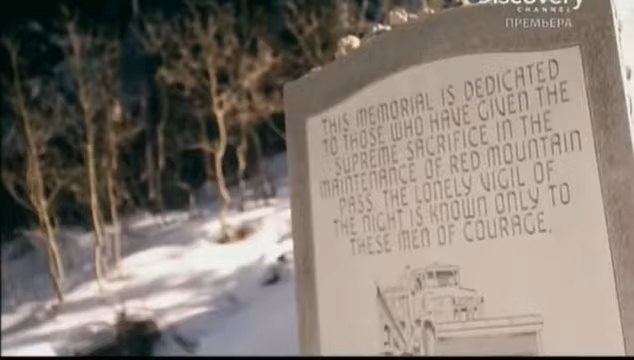 Discovery
CHANNEL
ПРЕМЬЕРА
THIS MEMORIAL IS DEDICATED
TO THOSE WHO HAVE GIVEN THE
SUPREME SACRIFICE IN THE
MAINTENANCE OF RED MOUNTAIN
PASS. THE LONELY VIGIL OF
THE NIGHT IS KNOWN ONLY TO
THESE MEN OF COURAGE.